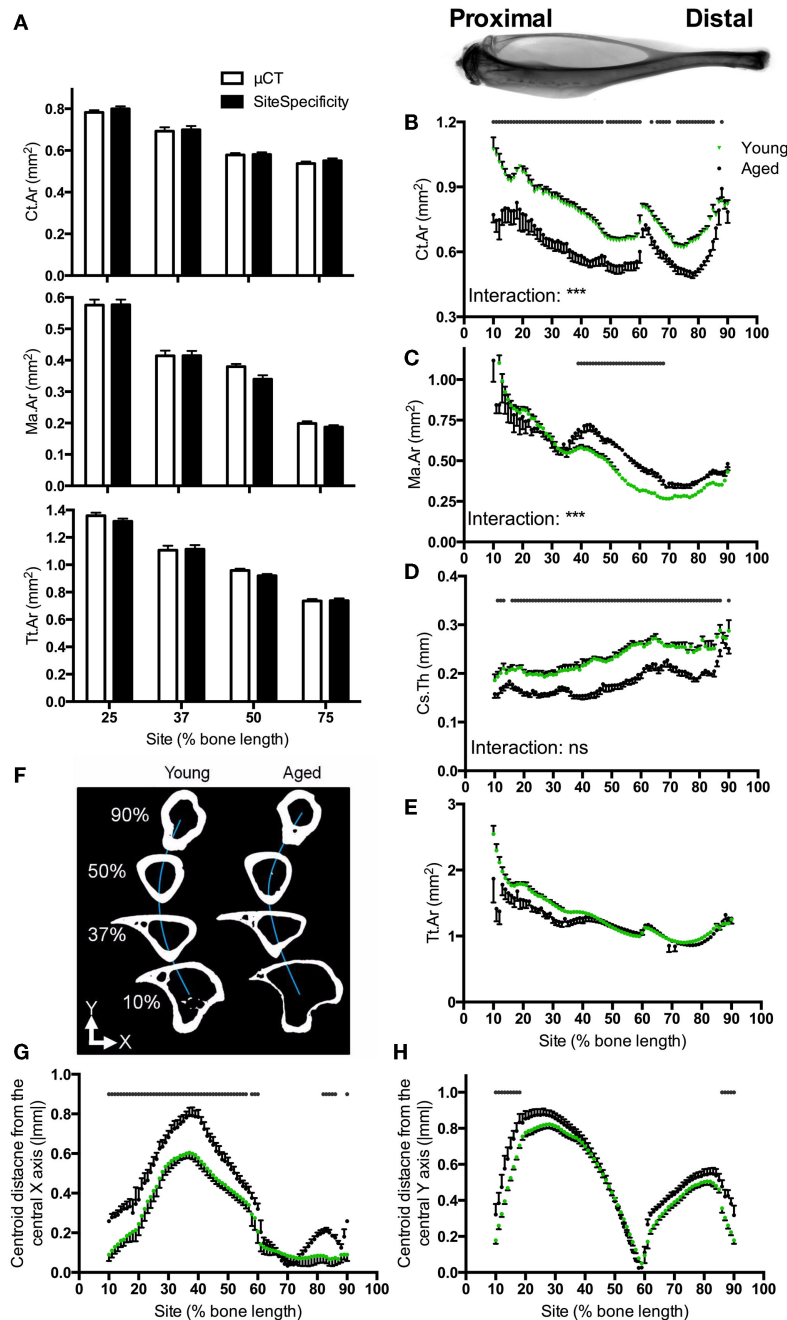 A
Proximal Distal
µCT
SiteSpecificity
Ct.Ar (mm²)
0.8
0.6
0.4
0.2
0.0
Ma.Ar (mm²)
0.6
0.5
0.4
0.3
0.2
0.1
0.0
Tt.Ar (mm²)
1.4
1.2
1.0
0.8
0.6
0.4
0.2
0.0
25 37 50 75
Site (% bone length)
B
Young
Aged
Ct.Ar (mm²)
1.2
0.9
0.6
0.3
Interaction: ***
0 10 20 30 40 50 60 70 80 90 100
C
Ma.Ar (mm²)
1.00
0.75
0.50
0.25
0.00
Interaction: ***
0 10 20 30 40 50 60 70 80 90 100
D
Cs.Th (mm)
0.4
0.3
0.2
0.1
0.0
Interaction: ns
0 10 20 30 40 50 60 70 80 90 100
E
Tt.Ar (mm²)
3
2
1
0
0 10 20 30 40 50 60 70 80 90 100
Site (% bone length)
F
Young Aged
90%
50%
37%
10%
Y
X
G
Centroid distacne from the
central X axis (|mm|)
1.0
0.8
0.6
0.4
0.2
0.0
0 10 20 30 40 50 60 70 80 90 100
Site (% bone length)
H
Centroid distacne from the
central Y axis (|mm|)
1.0
0.8
0.6
0.4
0.2
0.0
0 10 20 30 40 50 60 70 80 90 100
Site (% bone length)